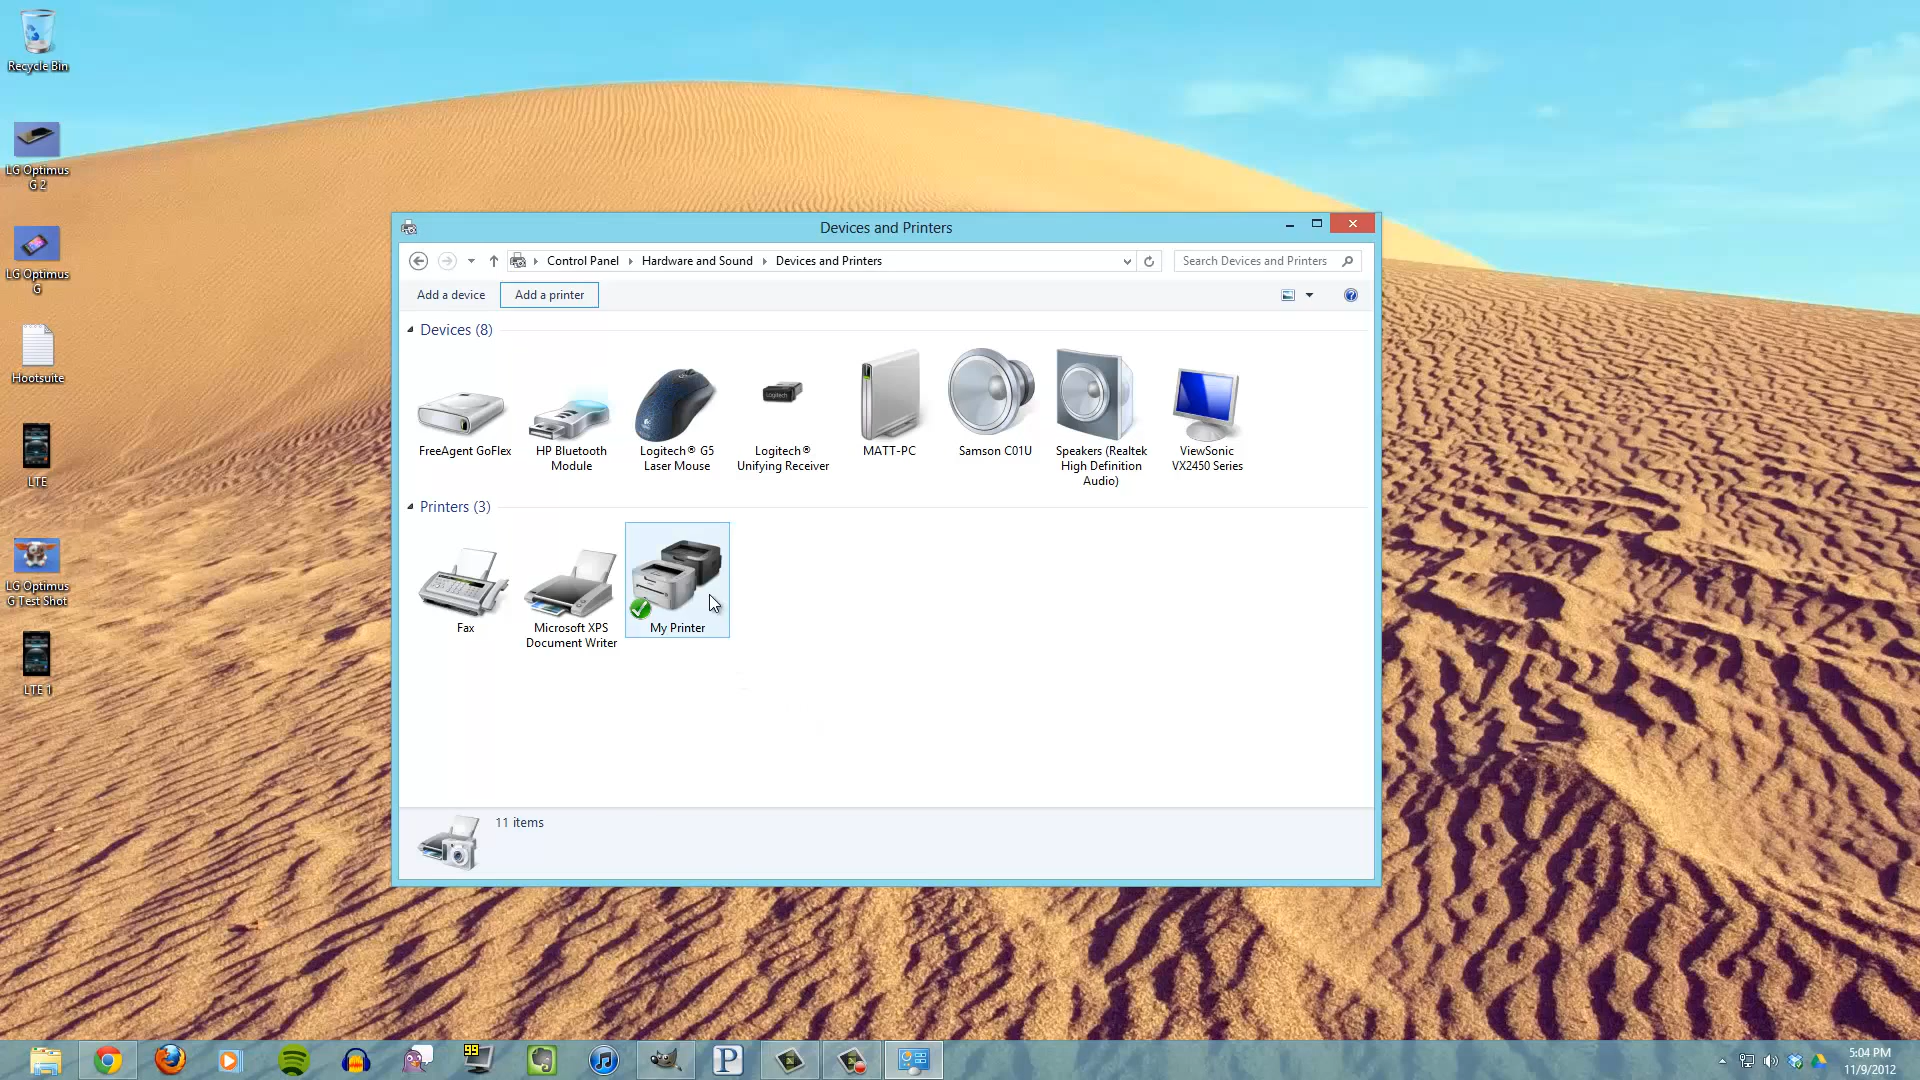 Recycle Bin
LG Optimus
G 2
LG Optimus
G
Hootsuite
LTE
LG Optimus
G Test Shot
LTE 1
Devices and Printers
Control Panel
Hardware and Sound
Devices and Printers
Search Devices and Printers
Add a device
Add a printer
Devices (8)
FreeAgent GoFlex
HP Bluetooth
Module
Logitech® G5
Laser Mouse
Logitech
Logitech®
Unifying Receiver
MATT-PC
Samson C01U
Speakers (Realtek
High Definition
Audio)
ViewSonic
VX2450 Series
Printers (3)
Fax
Microsoft XPS
Document Writer
My Printer
11 items
99
P
5:04 PM
11/9/2012